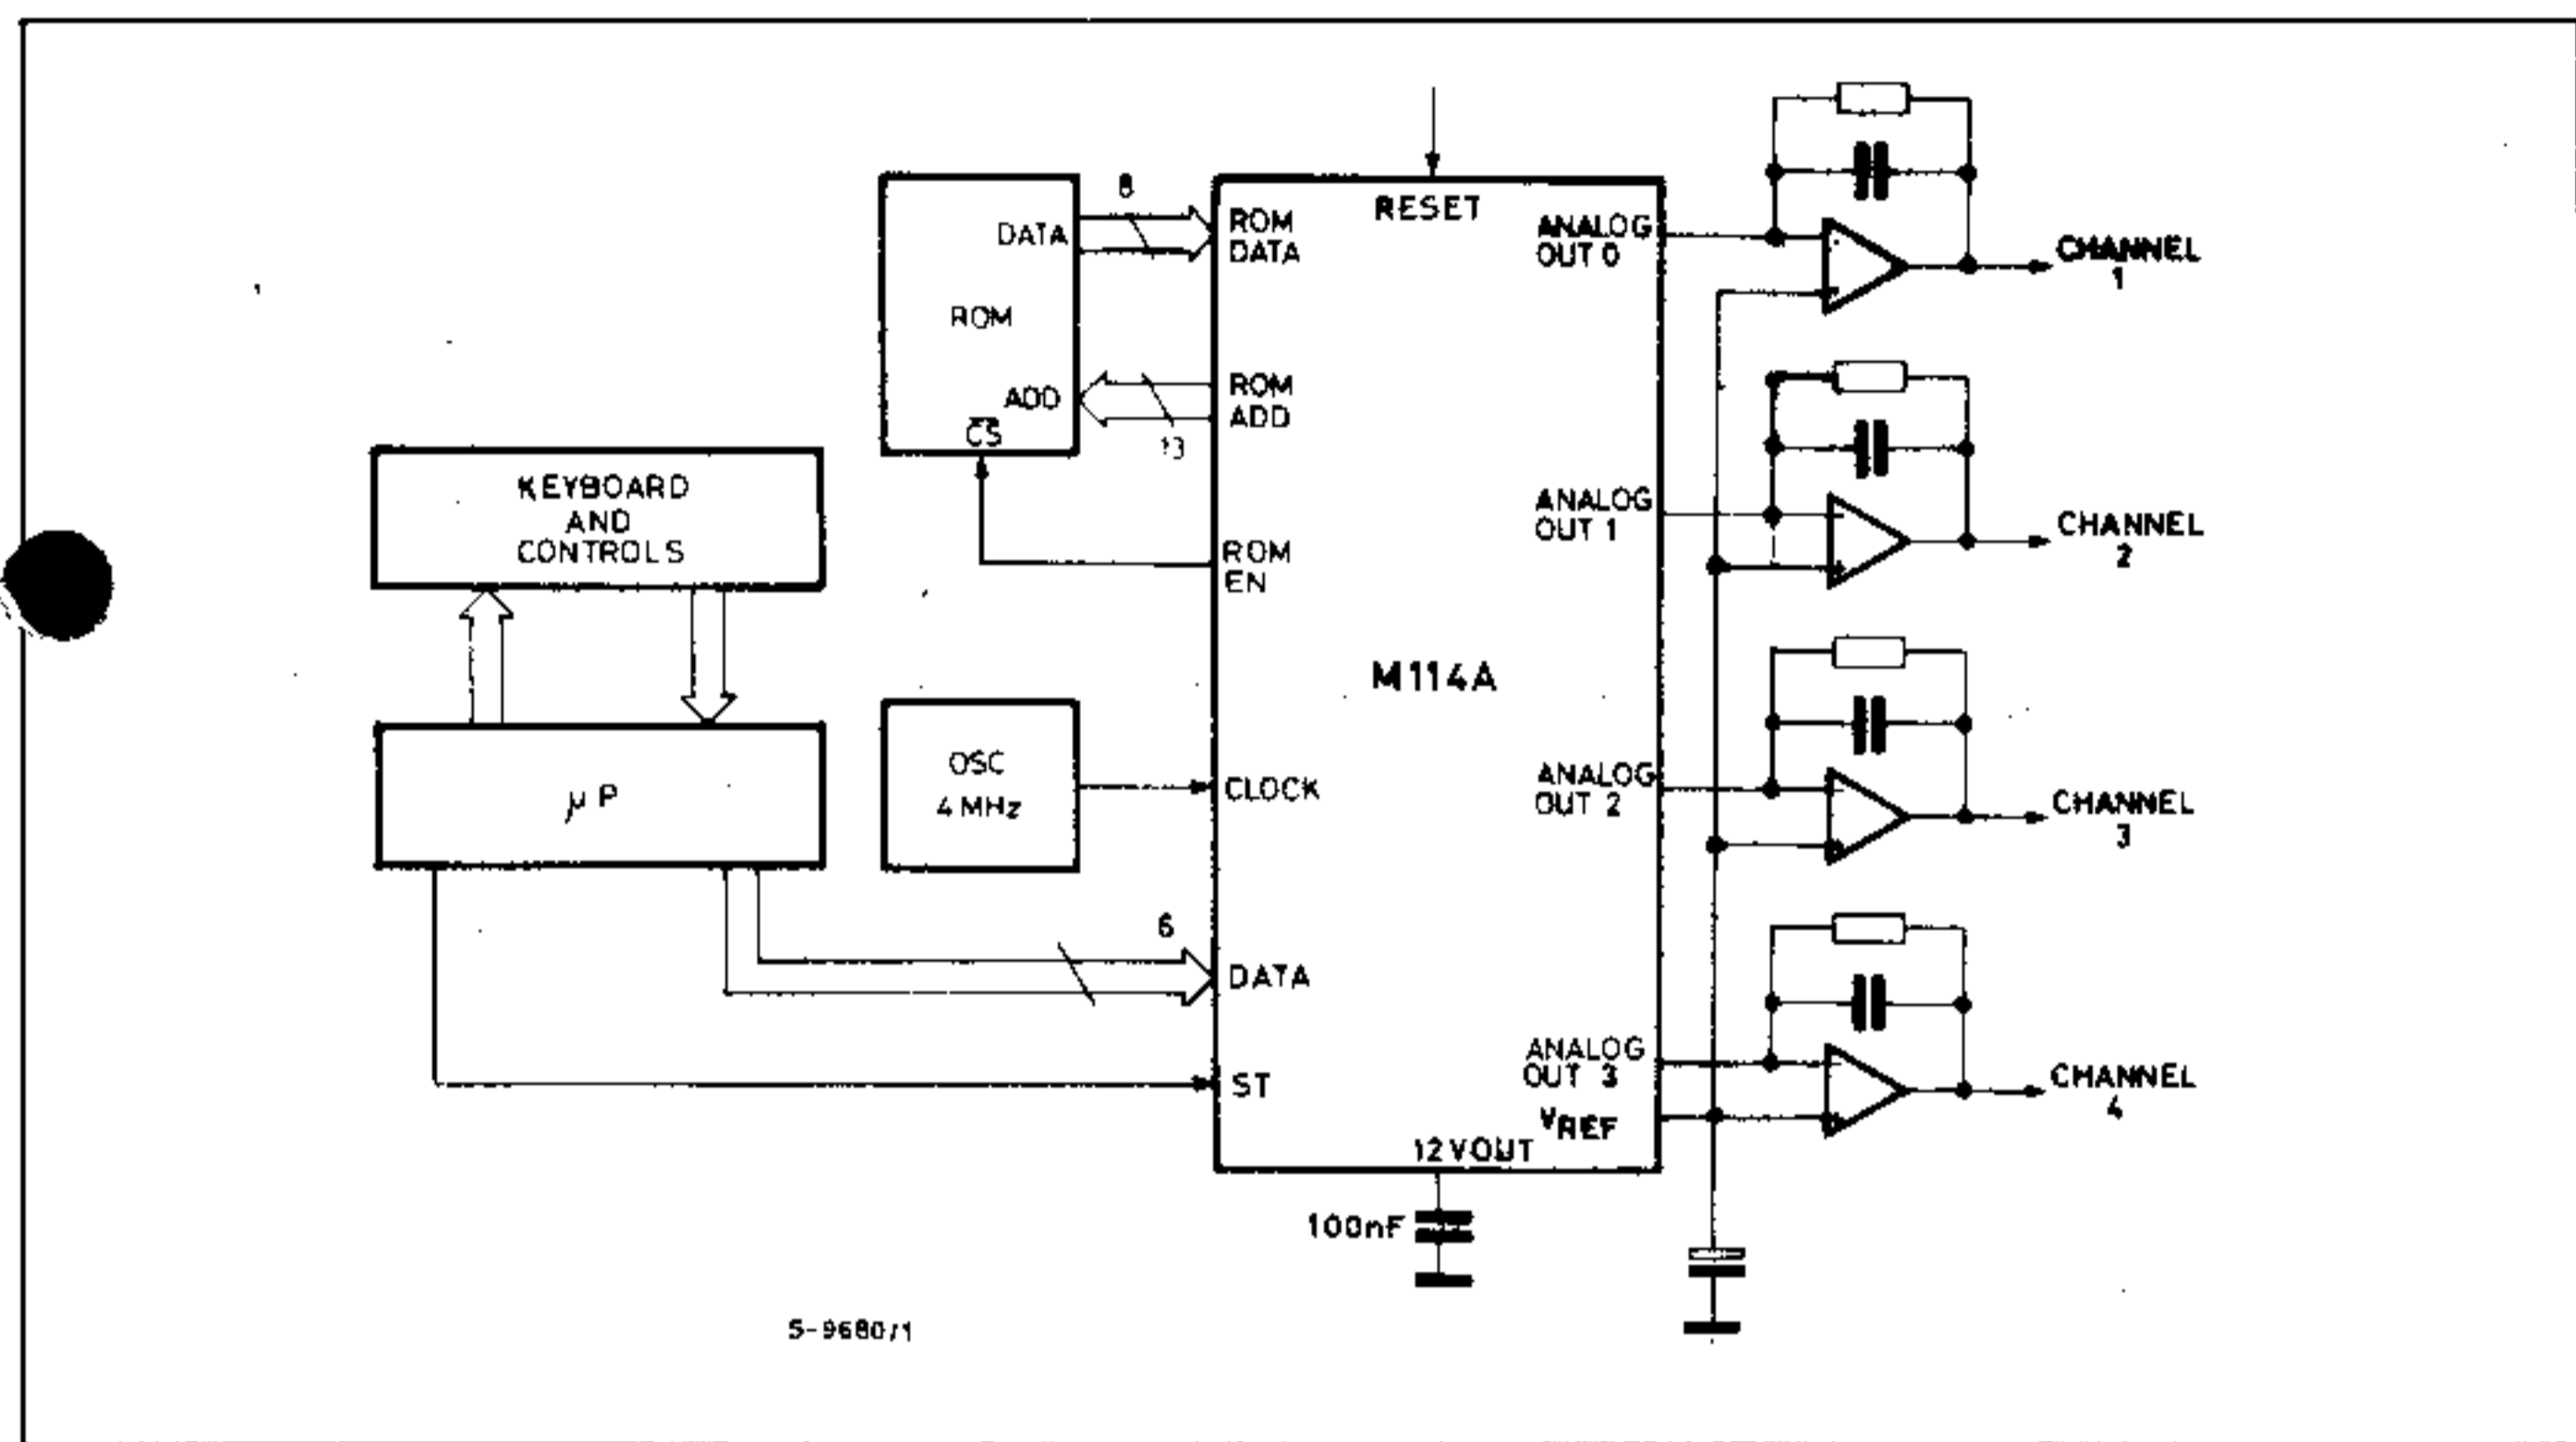 8
RESET
ROM
DATA
DATA
ROM
ADD
CS
ROM
ADD
13
ANALOG
OUT 0
CHANNEL
1
KEYBOARD
AND
CONTROLS
ROM
EN
ANALOG
OUT 1
CHANNEL
2
M114A
µP
OSC
4 MHz
CLOCK
ANALOG
OUT 2
CHANNEL
3
6
DATA
ANALOG
OUT 3
CHANNEL
4
ST
VREF
12 VOUT
100nF
S-9680/1